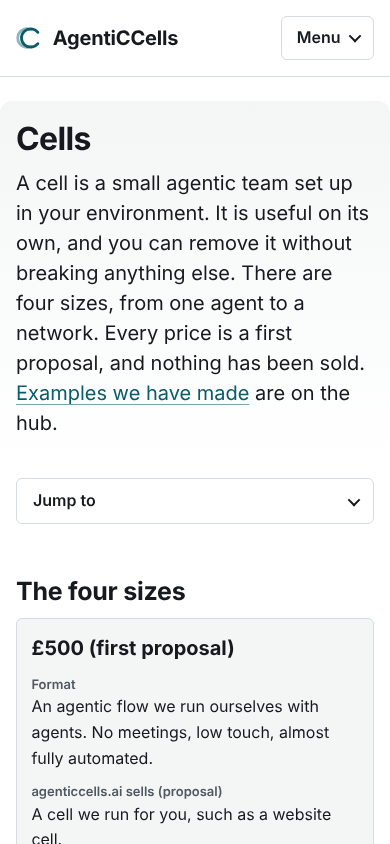 AgentiCCells
Menu
Cells
A cell is a small agentic team set up
in your environment. It is useful on its
own, and you can remove it without
breaking anything else. There are
four sizes, from one agent to a
network. Every price is a first
proposal, and nothing has been sold.
Examples we have made are on the
hub.
Jump to
The four sizes
£500 (first proposal)
Format
An agentic flow we run ourselves with
agents. No meetings, low touch, almost
fully automated.
agenticcells.ai sells (proposal)
A cell we run for you, such as a website
cell.